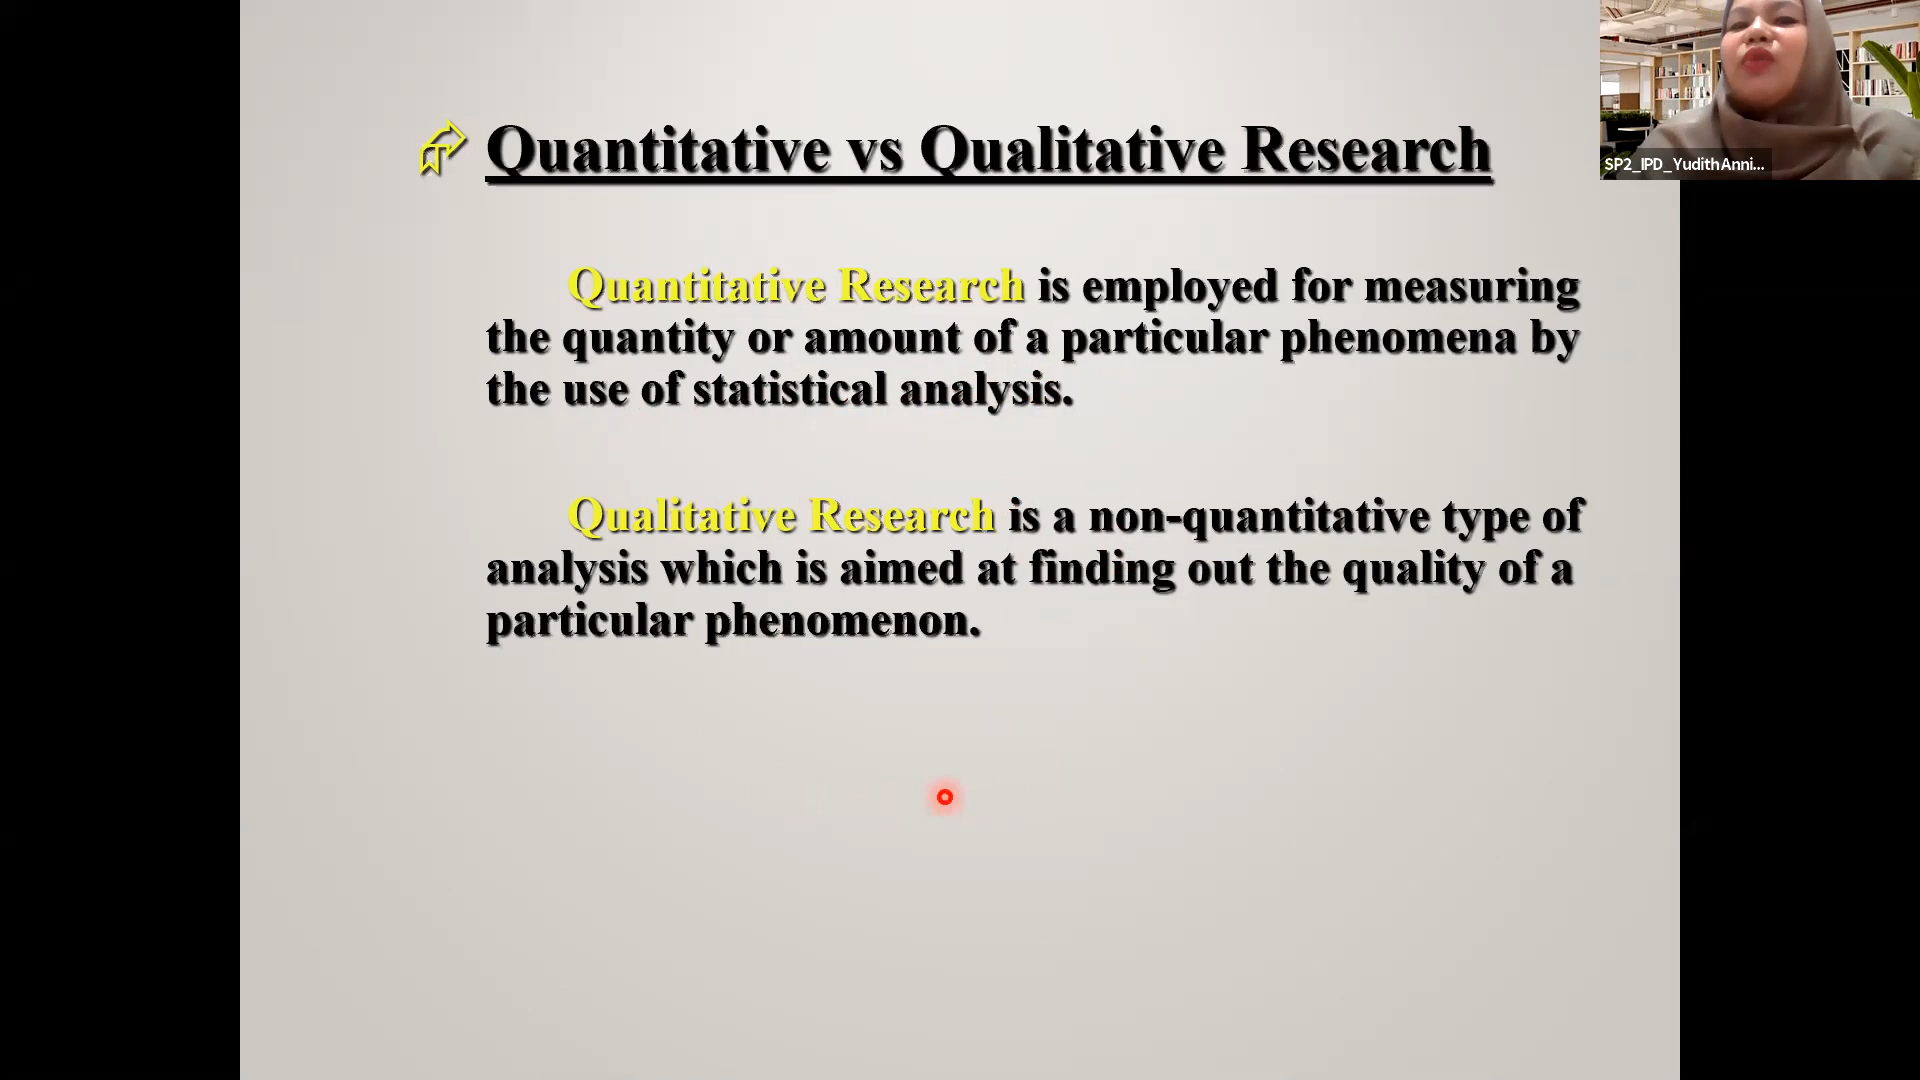 Quantitative vs Qualitative Research
Quantitative Research is employed for measuring
the quantity or amount of a particular phenomena by
the use of statistical analysis.
Qualitative Research is a non-quantitative type of
analysis which is aimed at finding out the quality of a
particular phenomenon.
SP2_IPD_YudithAnni...